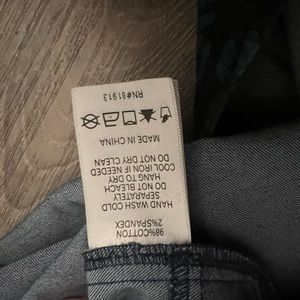 98%COTTON
2%SPANDEX
HAND WASH COLD
SEPARATELY
DO NOT BLEACH
HANG TO DRY
COOL IRON IF NEEDED
DO NOT DRY CLEAN
MADE IN CHINA
RN#81913